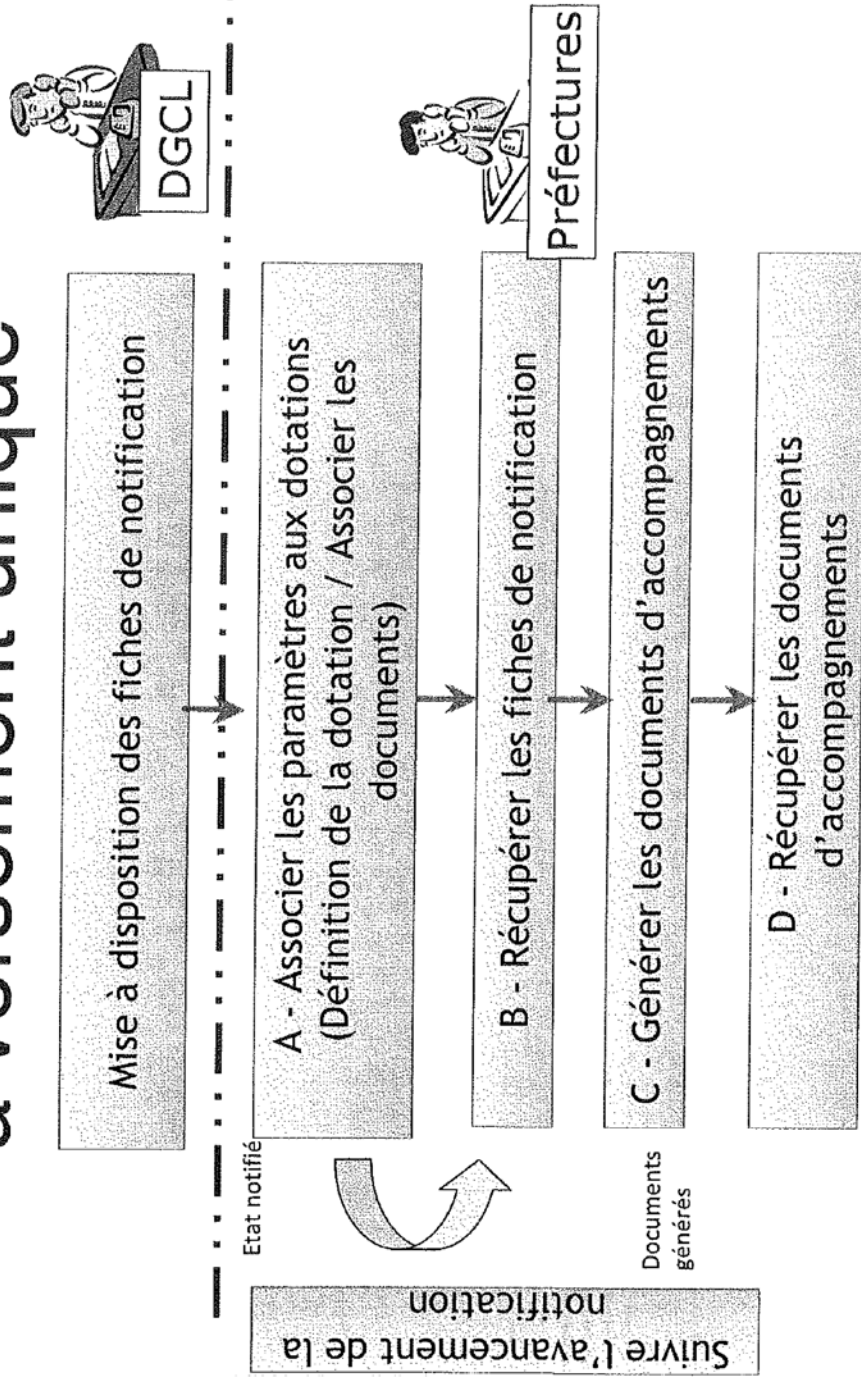 à versement unique
DGCL
Mise à disposition des fiches de notification
Préfectures
Etat notifié
A - Associer les paramètres aux dotations
(Définition de la dotation / Associer les
documents)
B - Récupérer les fiches de notification
Documents
générés
C - Générer les documents d'accompagnements
D - Récupérer les documents
d'accompagnements
Suivre l'avancement de la
notification